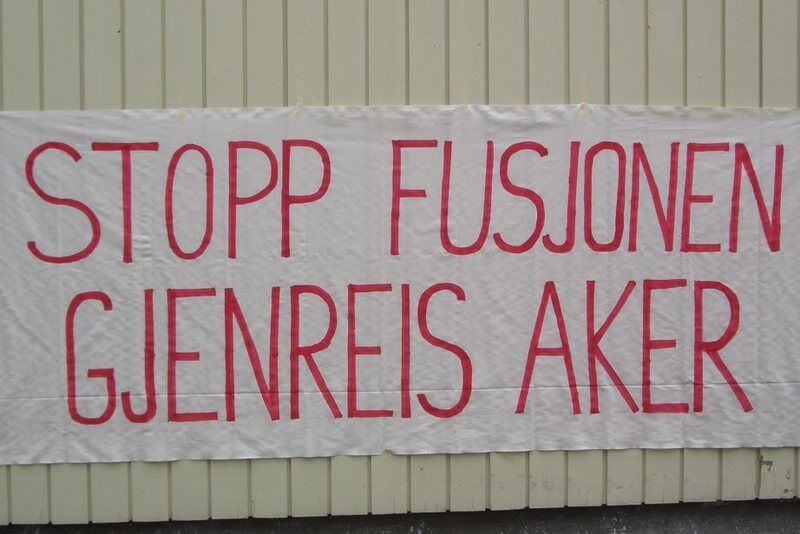 STOPP FUSJONEN
GJENREIS AKER